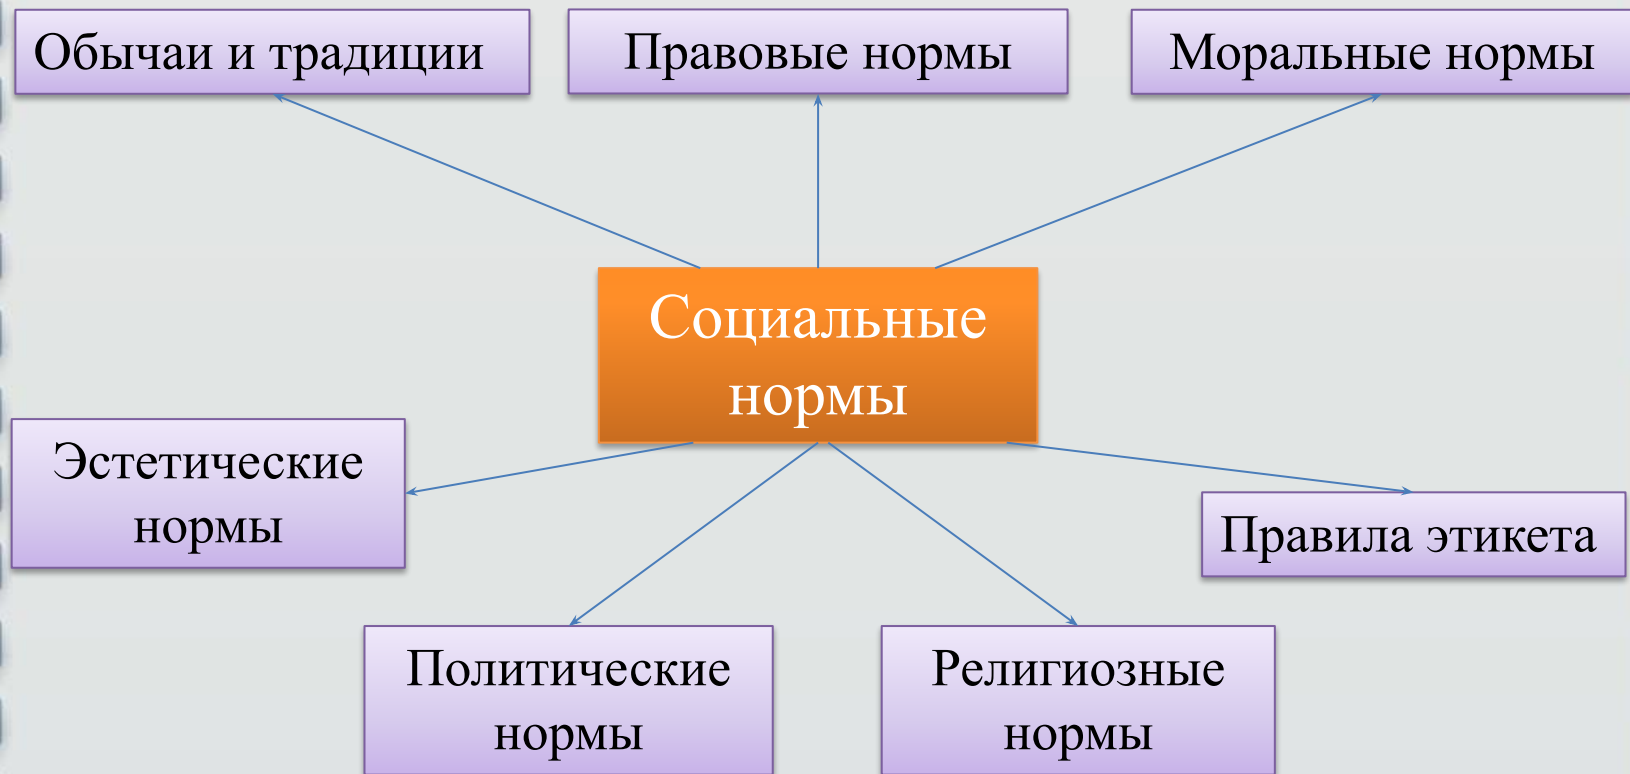 Обычаи и традиции
Правовые нормы
Моральные нормы
Социальные
нормы
Эстетические
нормы
Правила этикета
Политические
нормы
Религиозные
нормы